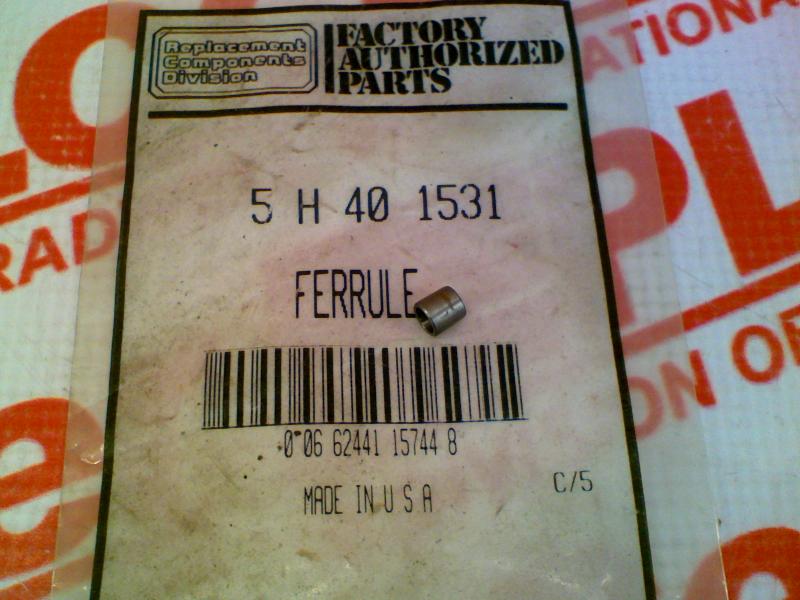 Replacement
Components
Division
FACTORY
AUTHORIZED
PARTS
5 H 40 1531
FERRULE
0 06 62441 15744 8
MADE IN U S A
C/5